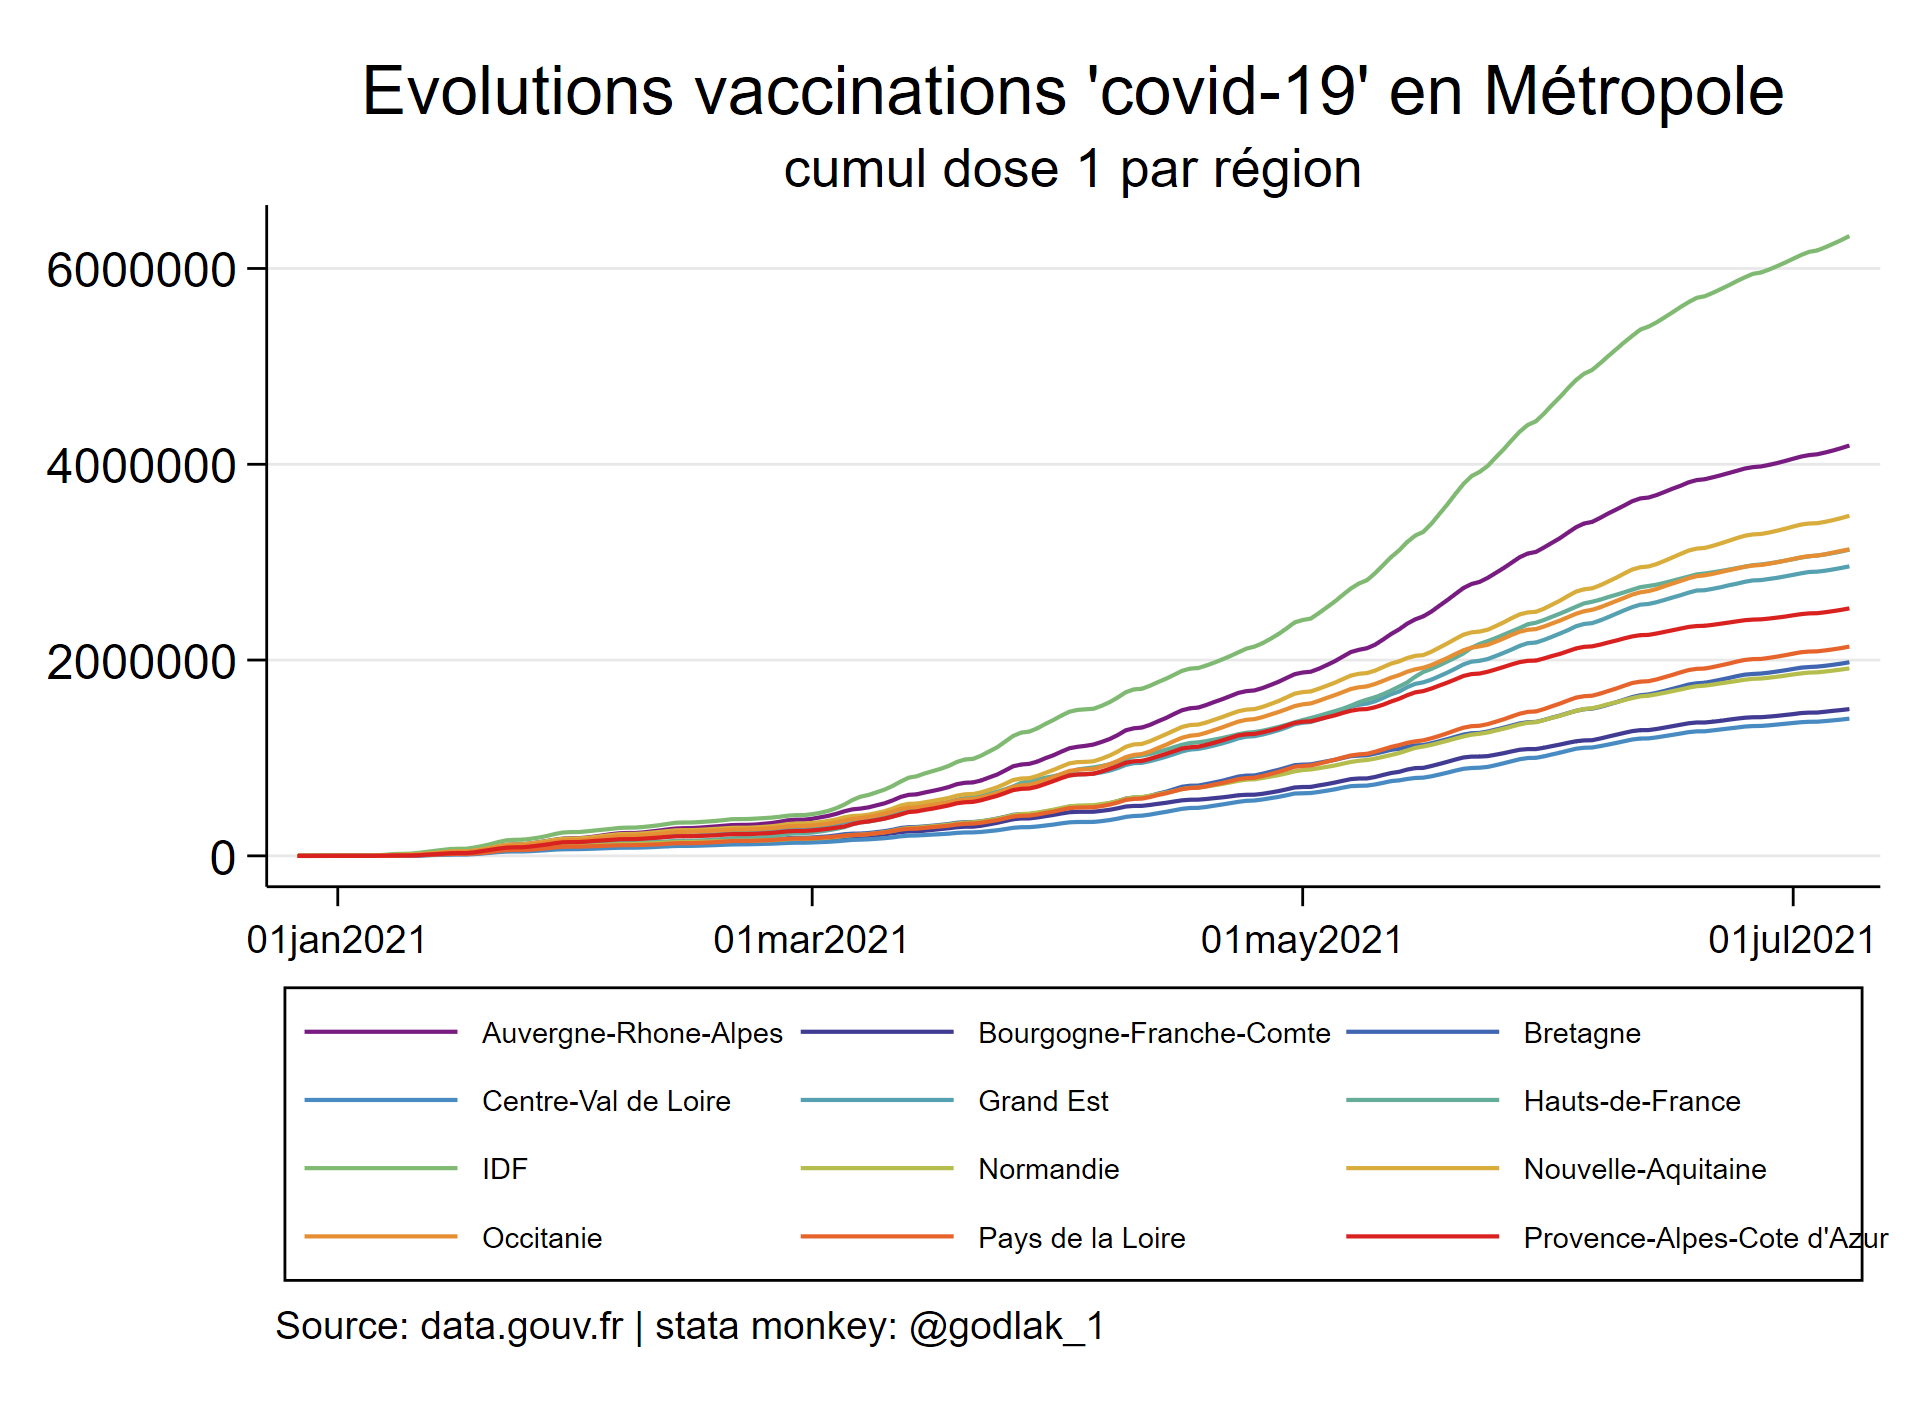 Evolutions vaccinations 'covid-19' en Métropole
cumul dose 1 par région
6000000
4000000
2000000
0
01jan2021 01mar2021 01may2021 01jul2021
Auvergne-Rhone-Alpes Bourgogne-Franche-Comte Bretagne
Centre-Val de Loire Grand Est Hauts-de-France
IDF Normandie Nouvelle-Aquitaine
Occitanie Pays de la Loire Provence-Alpes-Cote d'Azur
Source: data.gouv.fr | stata monkey: @godlak_1